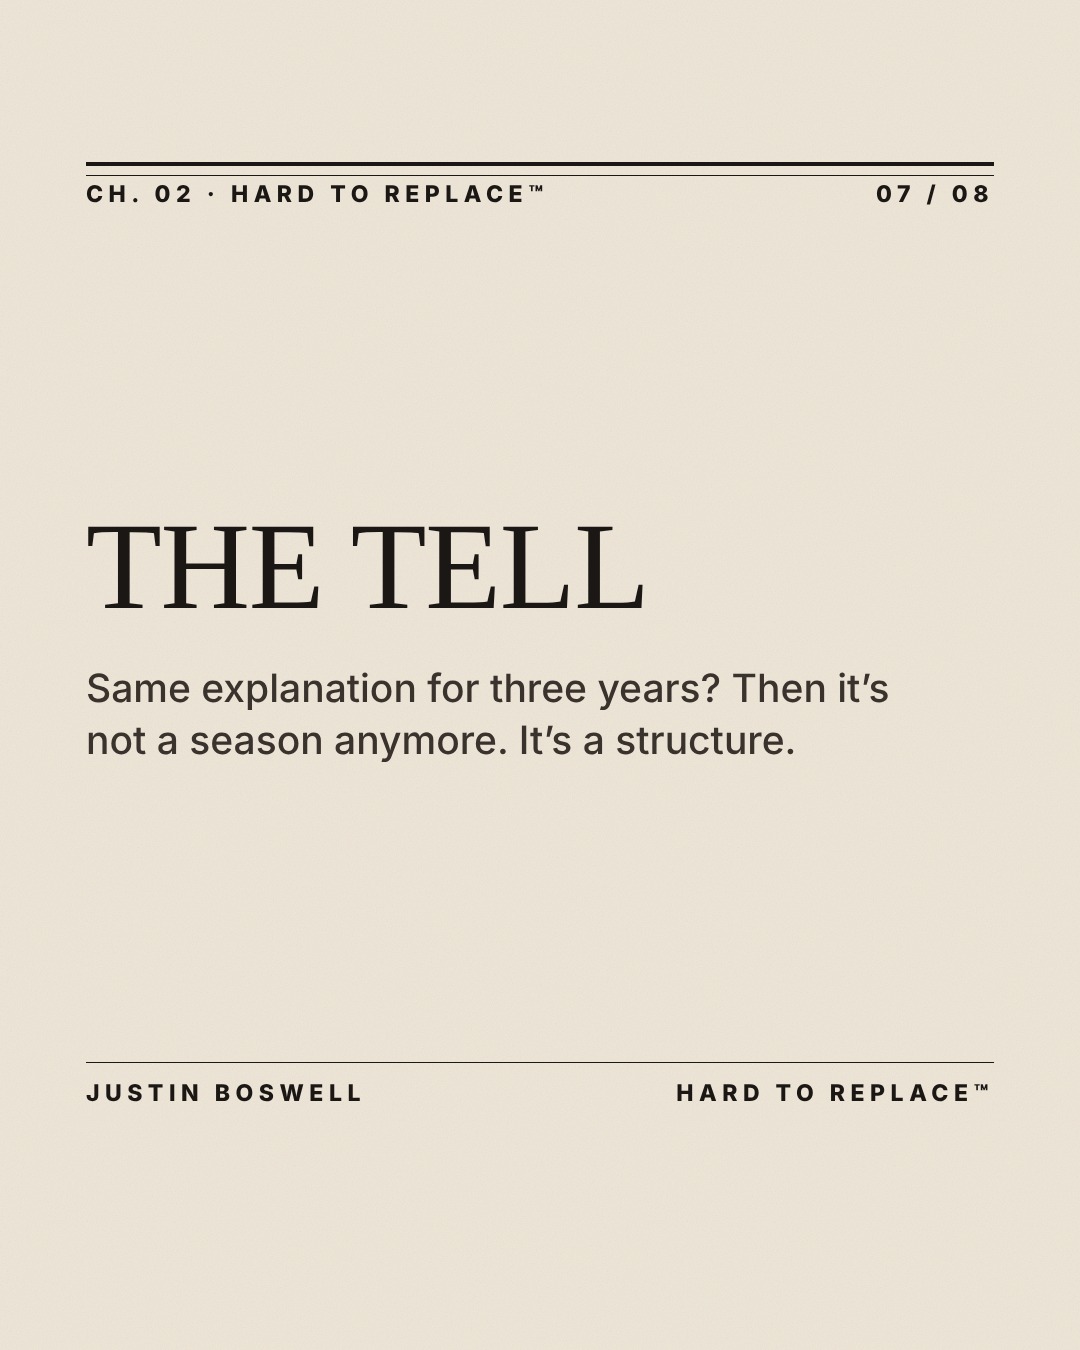 CH. 02 · HARD TO REPLACE™
07 / 08
THE TELL
Same explanation for three years? Then it’s
not a season anymore. It’s a structure.
JUSTIN BOSWELL
HARD TO REPLACE™